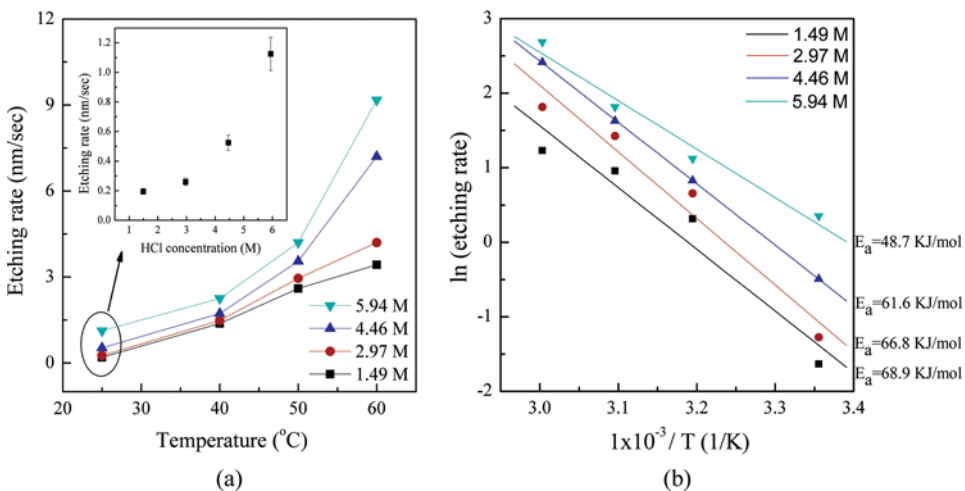 Etching rate (nm/sec)
9
6
3
0
20
30
40
50
60
Temperature (°C)
Etching rate (nm/sec)
1.2
1.0
0.8
0.6
0.4
0.2
0.0
0 1 2 3 4 5 6
HCl concentration (M)
5.94 M
4.46 M
2.97 M
1.49 M
(a)
ln (etching rate)
3
2
1
0
-1
-2
3.0
3.1
3.2
3.3
3.4
1x10⁻³ / T (1/K)
1.49 M
2.97 M
4.46 M
5.94 M
Eₐ=48.7 KJ/mol
Eₐ=61.6 KJ/mol
Eₐ=66.8 KJ/mol
Eₐ=68.9 KJ/mol
(b)